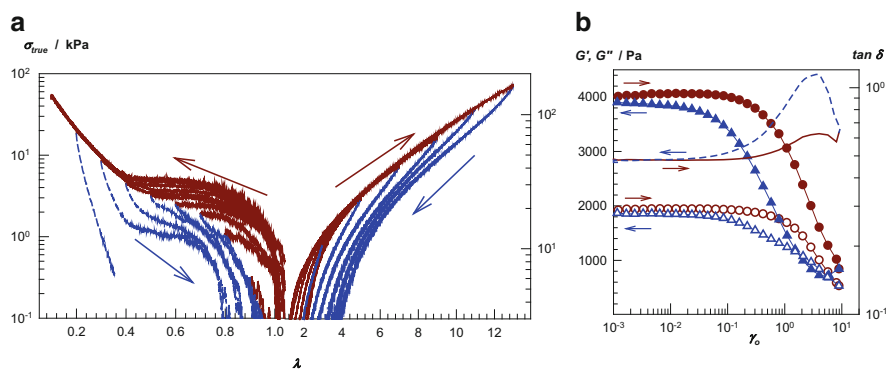 a
b
σtrue / kPa
G', G'' / Pa
tan δ
10²
10¹
10⁰
10⁻¹
10²
10¹
0.2 0.4 0.6 0.8 1.0 2 4 6 8 10 12
λ
4000
3000
2000
1000
10⁰
10⁻¹
10⁻³ 10⁻² 10⁻¹ 10⁰ 10¹
γo